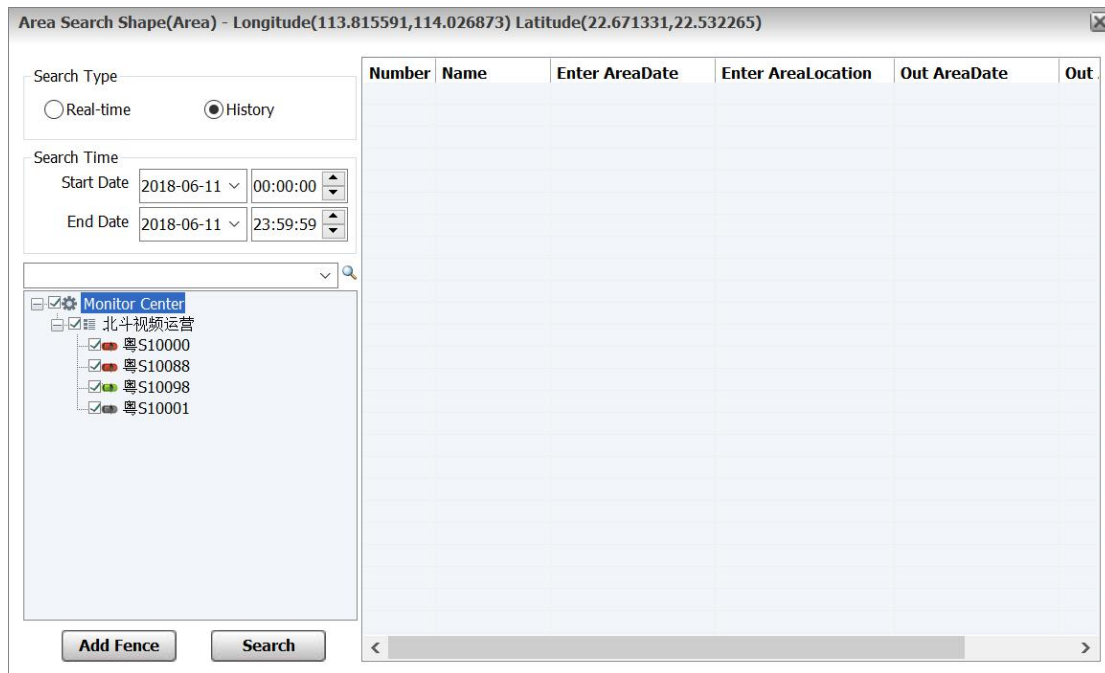 Area Search Shape(Area) - Longitude(113.815591,114.026873) Latitude(22.671331,22.532265)
Search Type
Real-time History
Search Time
Start Date 2018-06-11 00:00:00
End Date 2018-06-11 23:59:59
Monitor Center
北斗视频运营
粤S10000
粤S10088
粤S10098
粤S10001
Add Fence Search
Number Name Enter AreaDate Enter AreaLocation Out AreaDate Out